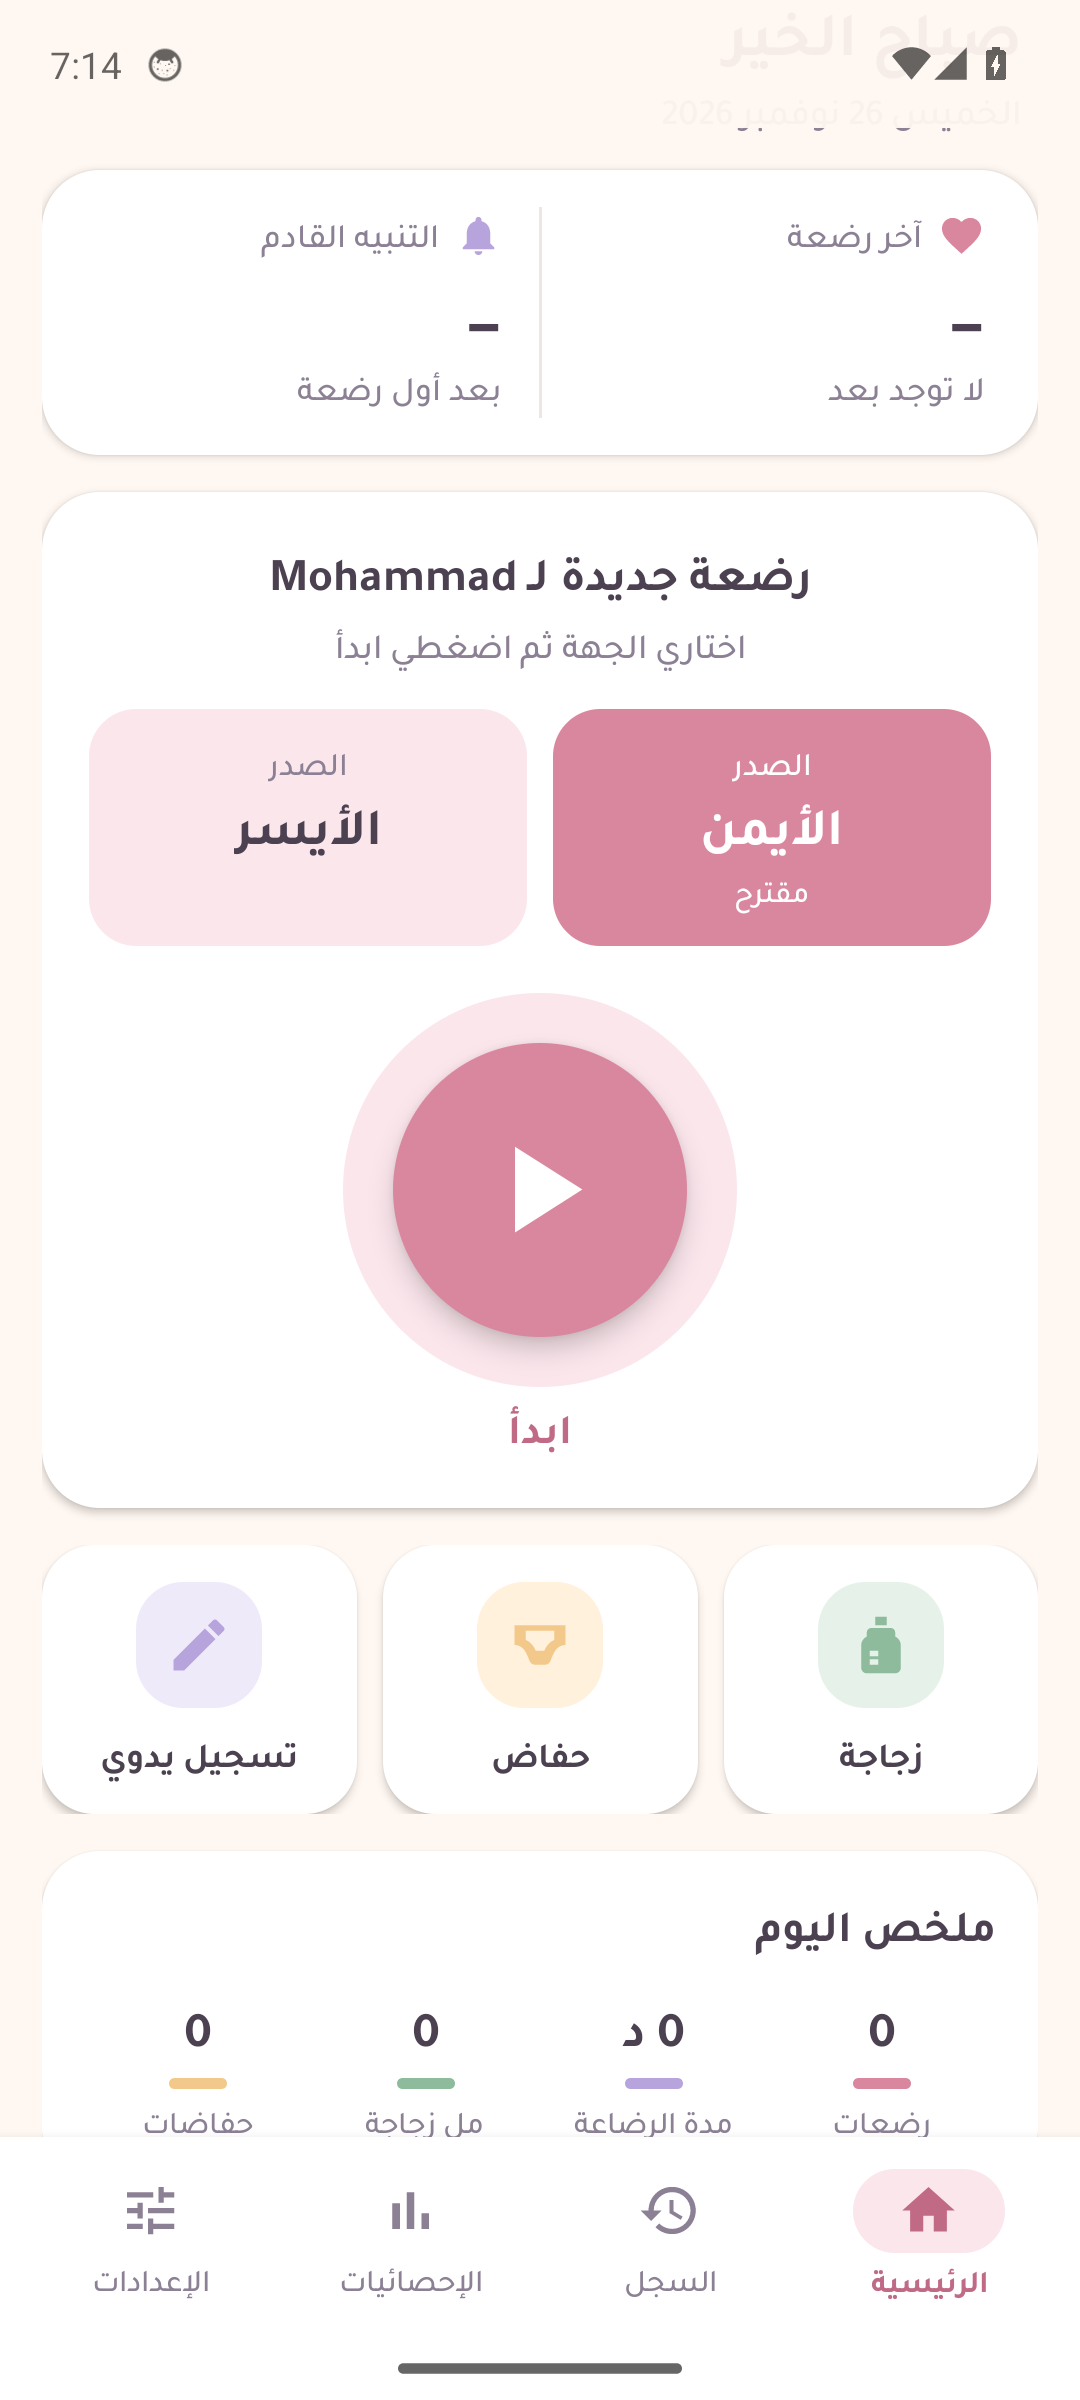 7:14
صباح الخير
الخميس 26 نوفمبر 2026
آخر رضعة
–
لا توجد بعد
التنبيه القادم
–
بعد أول رضعة
رضعة جديدة لـ Mohammad
اختاري الجهة ثم اضغطي ابدأ
الصدر
الأيمن
مقترح
الصدر
الأيسر
ابدأ
زجاجة
حفاض
تسجيل يدوي
ملخص اليوم
0
رضعات
0 د
مدة الرضاعة
0
مل زجاجة
0
حفاضات
الرئيسية
السجل
الإحصائيات
الإعدادات